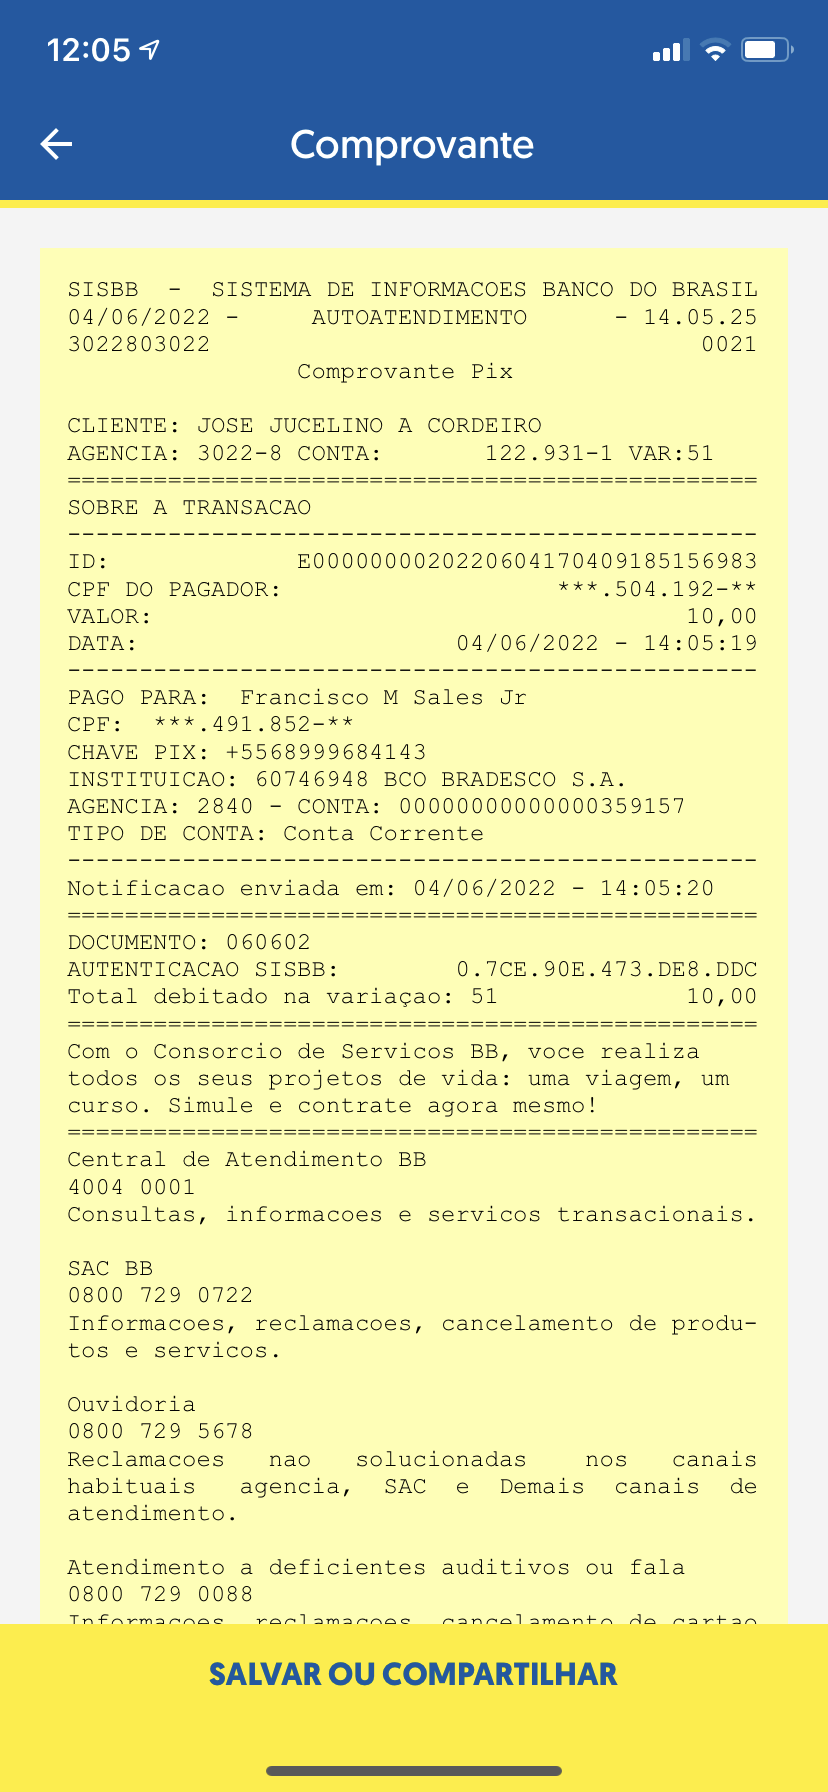 12:05
Comprovante
SISBB - SISTEMA DE INFORMACOES BANCO DO BRASIL
04/06/2022 - AUTOATENDIMENTO - 14.05.25
3022803022 0021
Comprovante Pix
CLIENTE: JOSE JUCELINO A CORDEIRO
AGENCIA: 3022-8 CONTA: 122.931-1 VAR:51
================================================
SOBRE A TRANSACAO
------------------------------------------------
ID: E0000000020220604170409185156983
CPF DO PAGADOR: ***.504.192-**
VALOR: 10,00
DATA: 04/06/2022 - 14:05:19
------------------------------------------------
PAGO PARA: Francisco M Sales Jr
CPF: ***.491.852-**
CHAVE PIX: +5568999684143
INSTITUICAO: 60746948 BCO BRADESCO S.A.
AGENCIA: 2840 - CONTA: 00000000000000359157
TIPO DE CONTA: Conta Corrente
------------------------------------------------
Notificacao enviada em: 04/06/2022 - 14:05:20
================================================
DOCUMENTO: 060602
AUTENTICACAO SISBB: 0.7CE.90E.473.DE8.DDC
Total debitado na variaçao: 51 10,00
================================================
Com o Consorcio de Servicos BB, voce realiza
todos os seus projetos de vida: uma viagem, um
curso. Simule e contrate agora mesmo!
================================================
Central de Atendimento BB
4004 0001
Consultas, informacoes e servicos transacionais.
SAC BB
0800 729 0722
Informacoes, reclamacoes, cancelamento de produ-
tos e servicos.
Ouvidoria
0800 729 5678
Reclamacoes nao solucionadas nos canais
habituais agencia, SAC e Demais canais de
atendimento.
Atendimento a deficientes auditivos ou fala
0800 729 0088
Informacoes, reclamacoes, cancelamento de cartao
SALVAR OU COMPARTILHAR